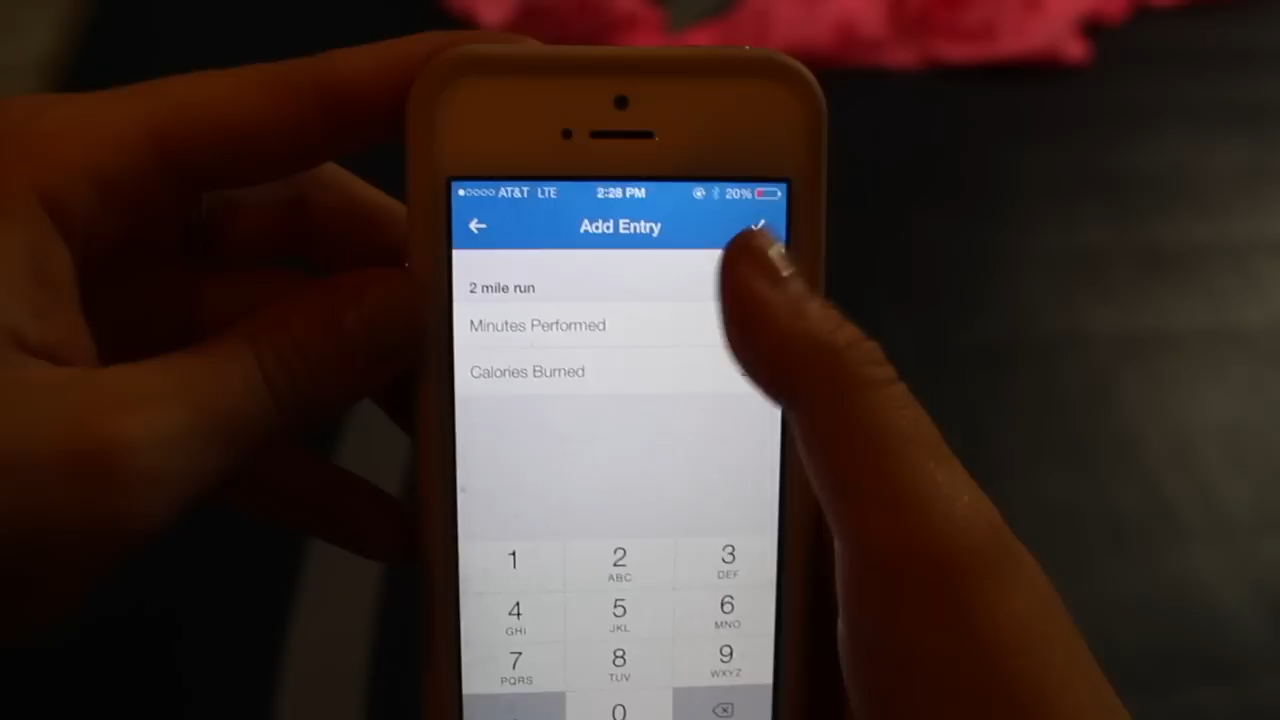 AT&T LTE 2:28 PM 20%
Add Entry
2 mile run
Minutes Performed
Calories Burned
1 2 3
ABC DEF
4 5 6
GHI JKL MNO
7 8 9
PQRS TUV WXYZ
0